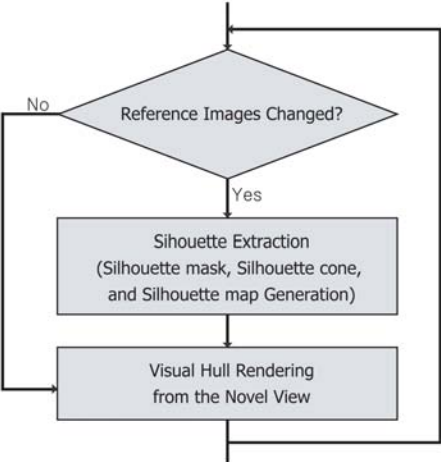 No
Reference Images Changed?
Yes
Sihouette Extraction
(Silhouette mask, Silhouette cone,
and Silhouette map Generation)
Visual Hull Rendering
from the Novel View